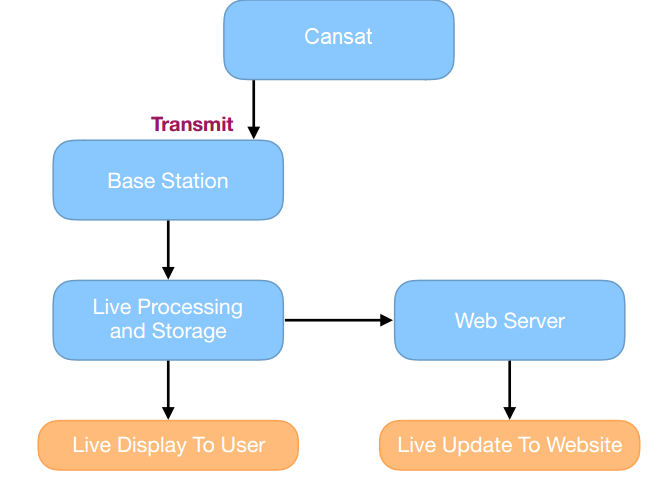 Cansat
Transmit
Base Station
Live Processing
and Storage
Web Server
Live Display To User
Live Update To Website